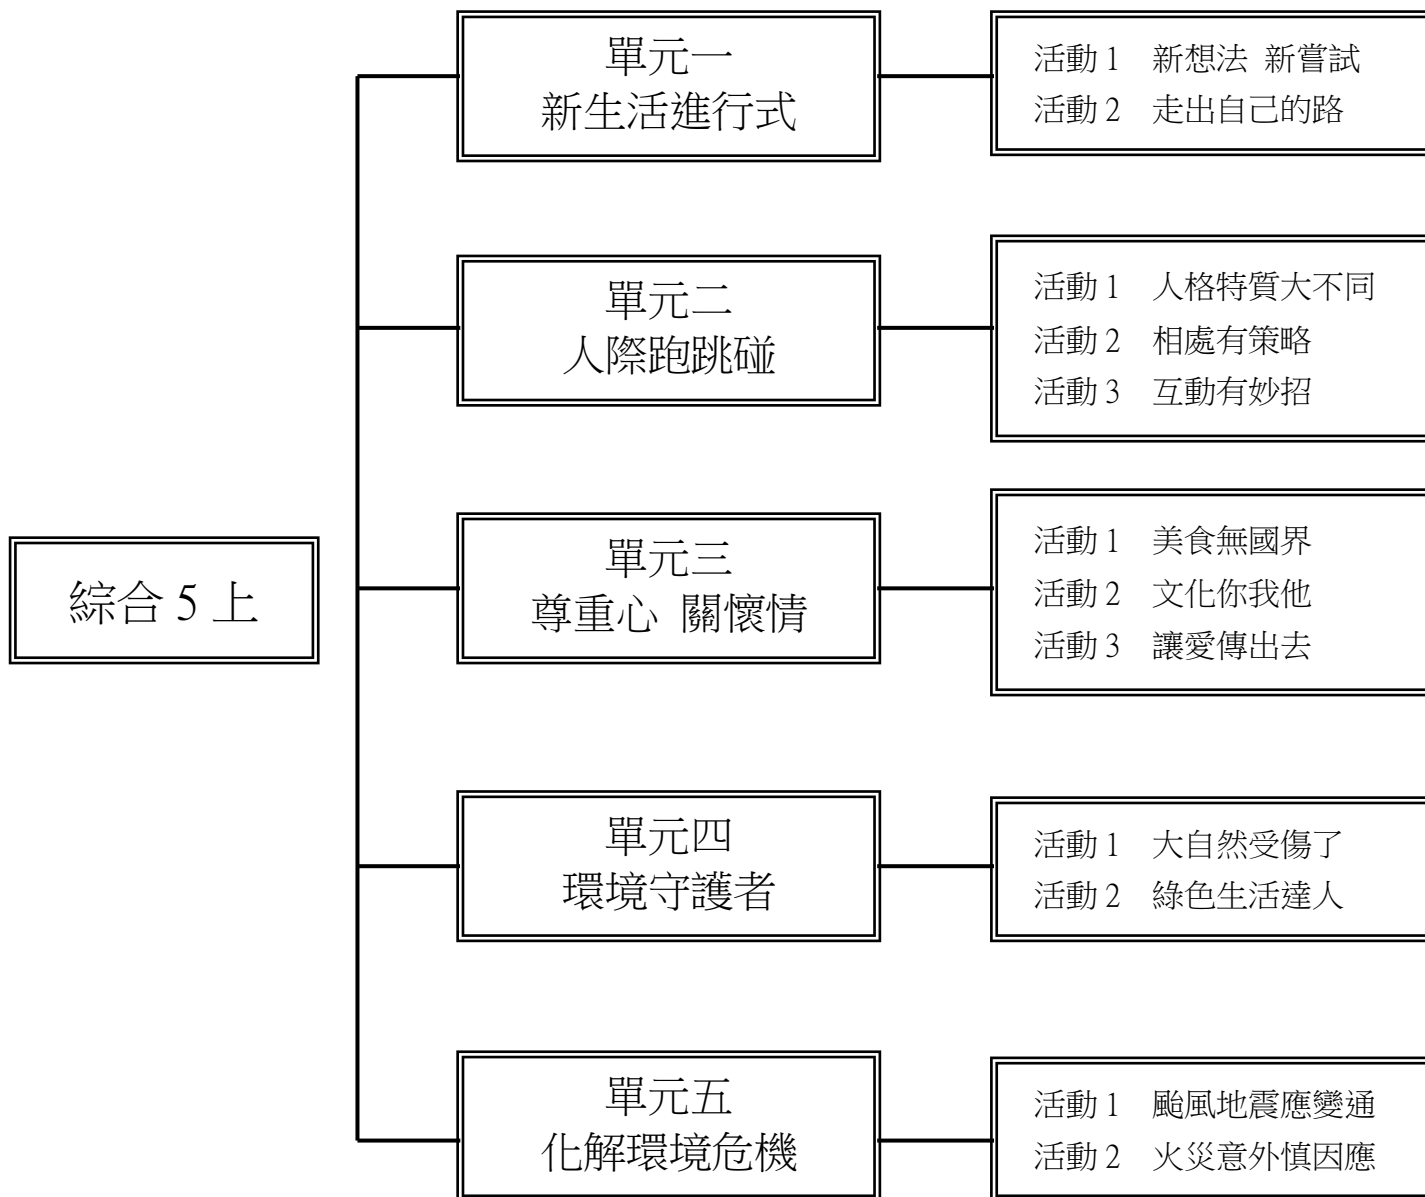 綜合 5 上
單元一
新生活進行式
活動 1 新想法 新嘗試
活動 2 走出自己的路
單元二
人際跑跳碰
活動 1 人格特質大不同
活動 2 相處有策略
活動 3 互動有妙招
單元三
尊重心 關懷情
活動 1 美食無國界
活動 2 文化你我他
活動 3 讓愛傳出去
單元四
環境守護者
活動 1 大自然受傷了
活動 2 綠色生活達人
單元五
化解環境危機
活動 1 颱風地震應變通
活動 2 火災意外慎因應